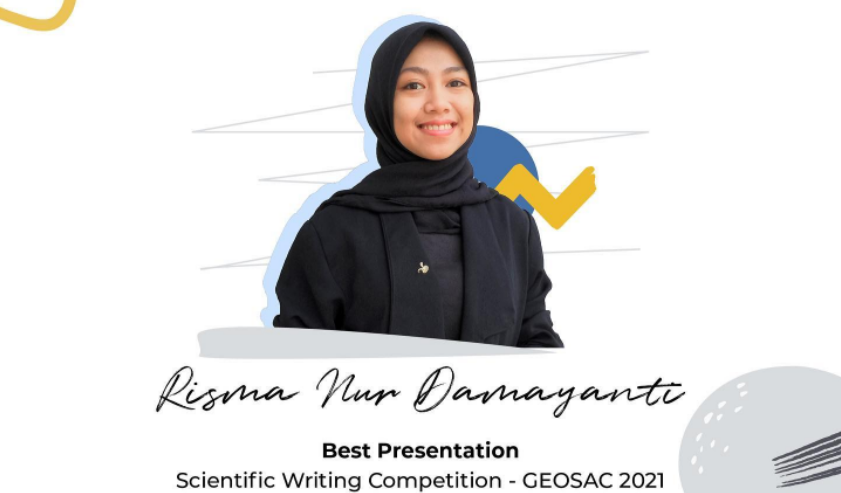 Risma Nur Damayanti
Best Presentation
Scientific Writing Competition - GEOSAC 2021